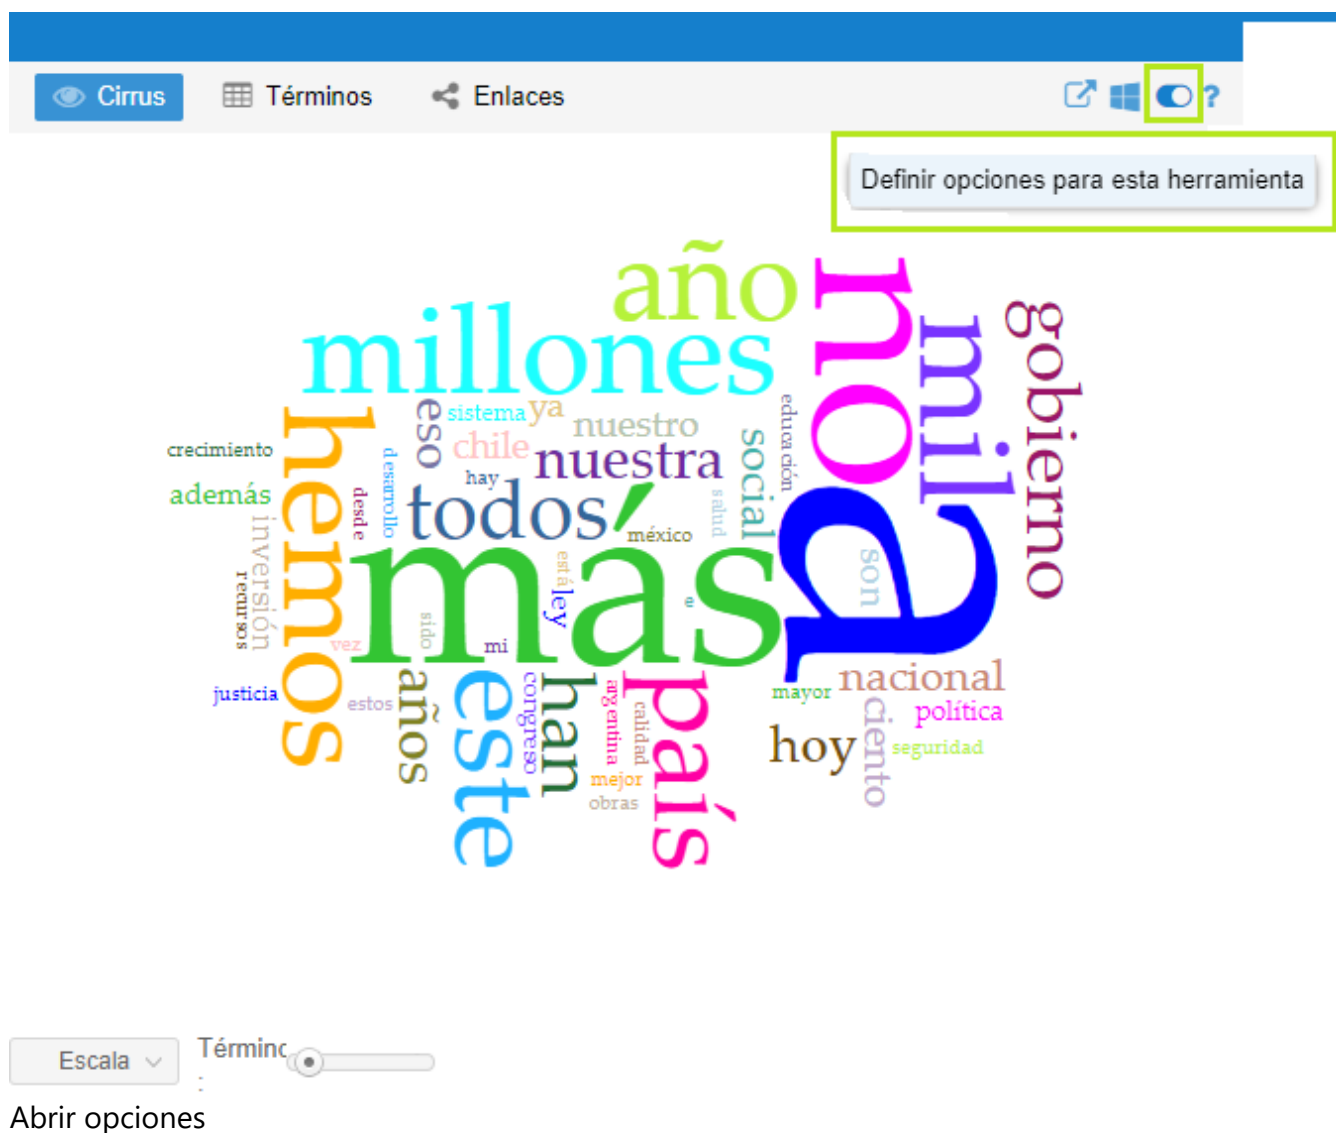 Cirrus Términos Enlaces ?
Definir opciones para esta herramienta
año
no
millones
mil
gobierno
hemos
eso
sistema
ya
nuestro
educación
social
chile
nuestra
crecimiento
desarrollo
hay
además
desde
todos
salud
inversión
méxico
más
a
son
recursos
está
ley
e
sido
vez
mi
justicia
estos
años
este
congreso
han
argentina
calidad
país
mayor
nacional
ciento
política
hoy
seguridad
mejor
obras
Escala
Términ
:
Abrir opciones